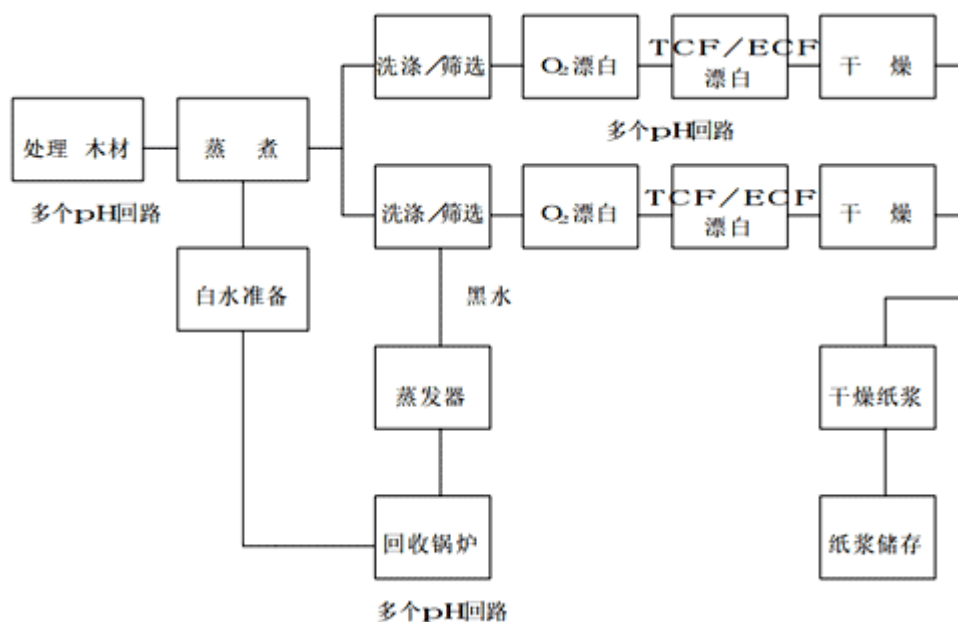 洗涤/筛选
O₂漂白
TCF/ECF
漂白
干 燥
处理 木材
蒸 煮
多个pH回路
多个pH回路
洗涤/筛选
O₂漂白
TCF/ECF
漂白
干 燥
白水准备
黑水
蒸发器
干燥纸浆
回收锅炉
纸浆储存
多个pH回路